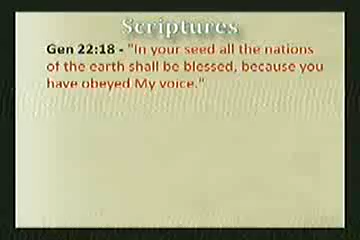 Scriptures
Gen 22:18 - "In your seed all the nations
of the earth shall be blessed, because you
have obeyed My voice."